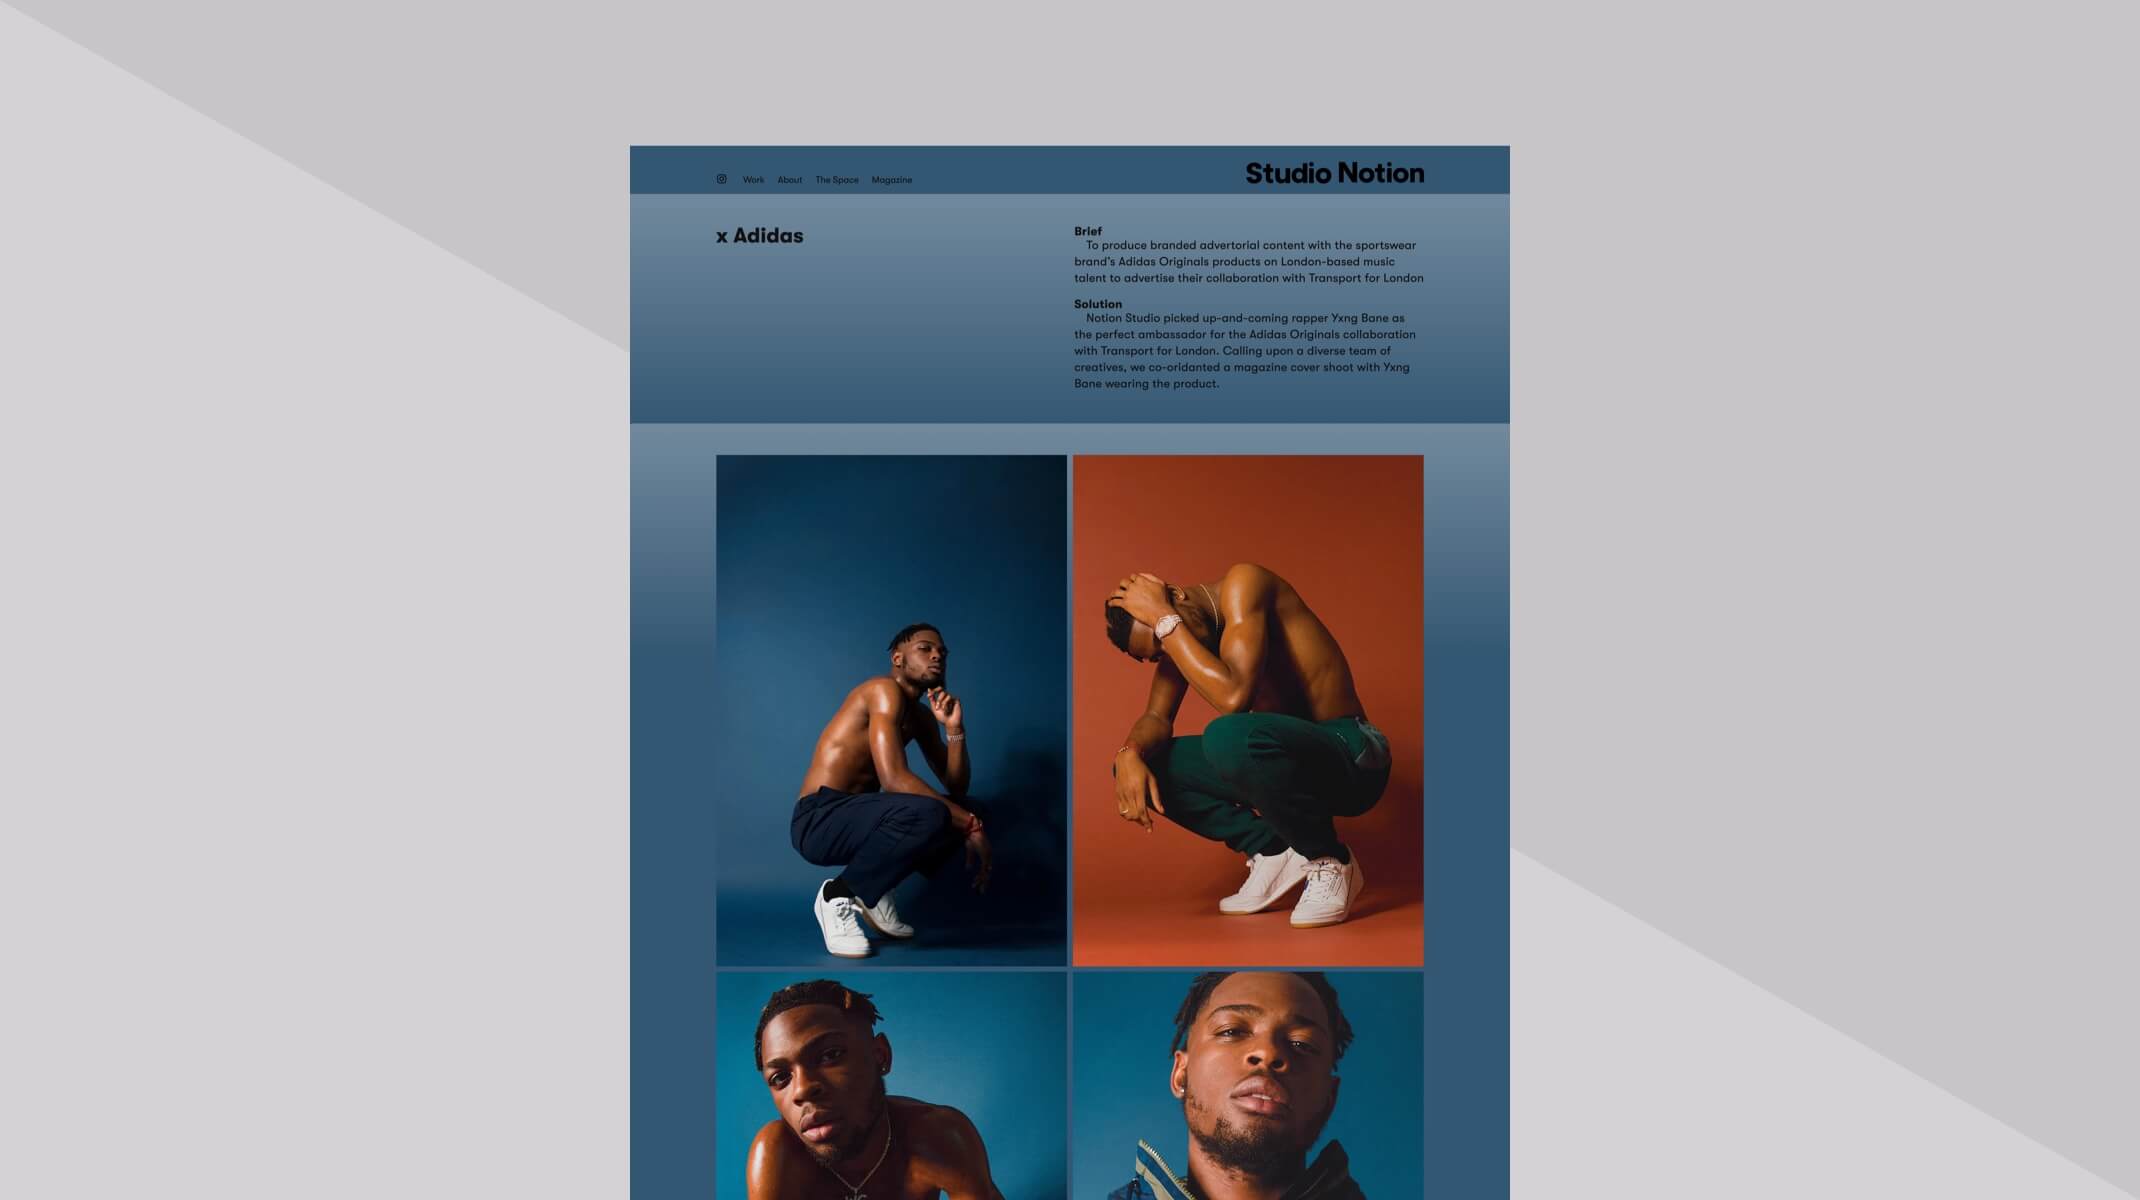 Work About The Space Magazine
Studio Notion
x Adidas
Brief
To produce branded advertorial content with the sportswear
brand's Adidas Originals products on London-based music
talent to advertise their collaboration with Transport for London
Solution
Notion Studio picked up-and-coming rapper Yxng Bane as
the perfect ambassador for the Adidas Originals collaboration
with Transport for London. Calling upon a diverse team of
creatives, we co-oridanted a magazine cover shoot with Yxng
Bane wearing the product.